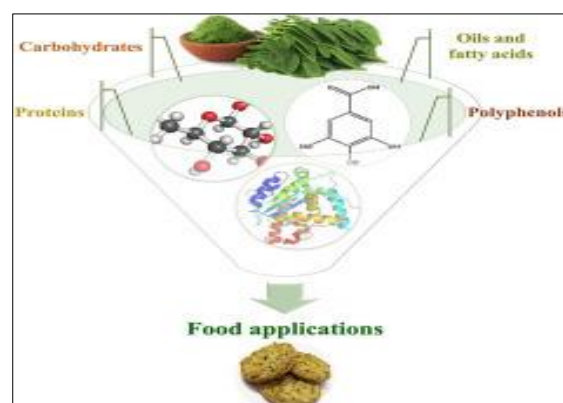 Carbohydrates
Oils and
fatty acids
Proteins
Polyphenols
Food applications